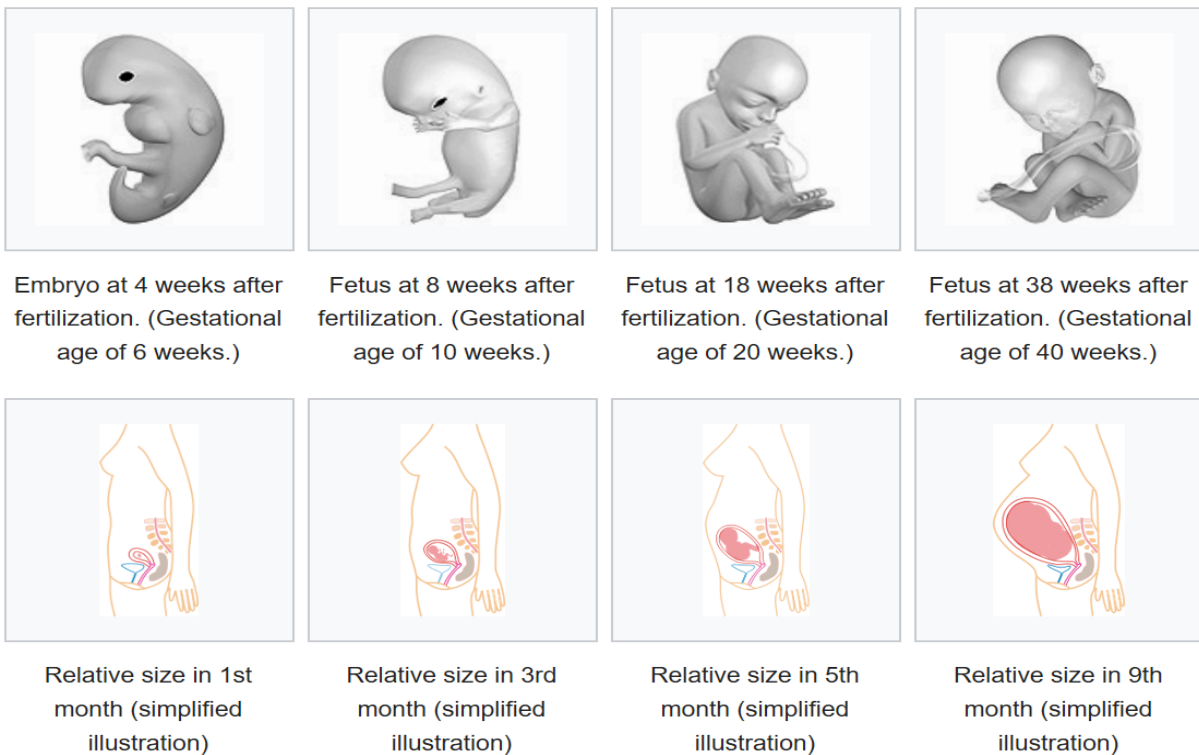 Embryo at 4 weeks after
fertilization. (Gestational
age of 6 weeks.)
Fetus at 8 weeks after
fertilization. (Gestational
age of 10 weeks.)
Fetus at 18 weeks after
fertilization. (Gestational
age of 20 weeks.)
Fetus at 38 weeks after
fertilization. (Gestational
age of 40 weeks.)
Relative size in 1st
month (simplified
illustration)
Relative size in 3rd
month (simplified
illustration)
Relative size in 5th
month (simplified
illustration)
Relative size in 9th
month (simplified
illustration)